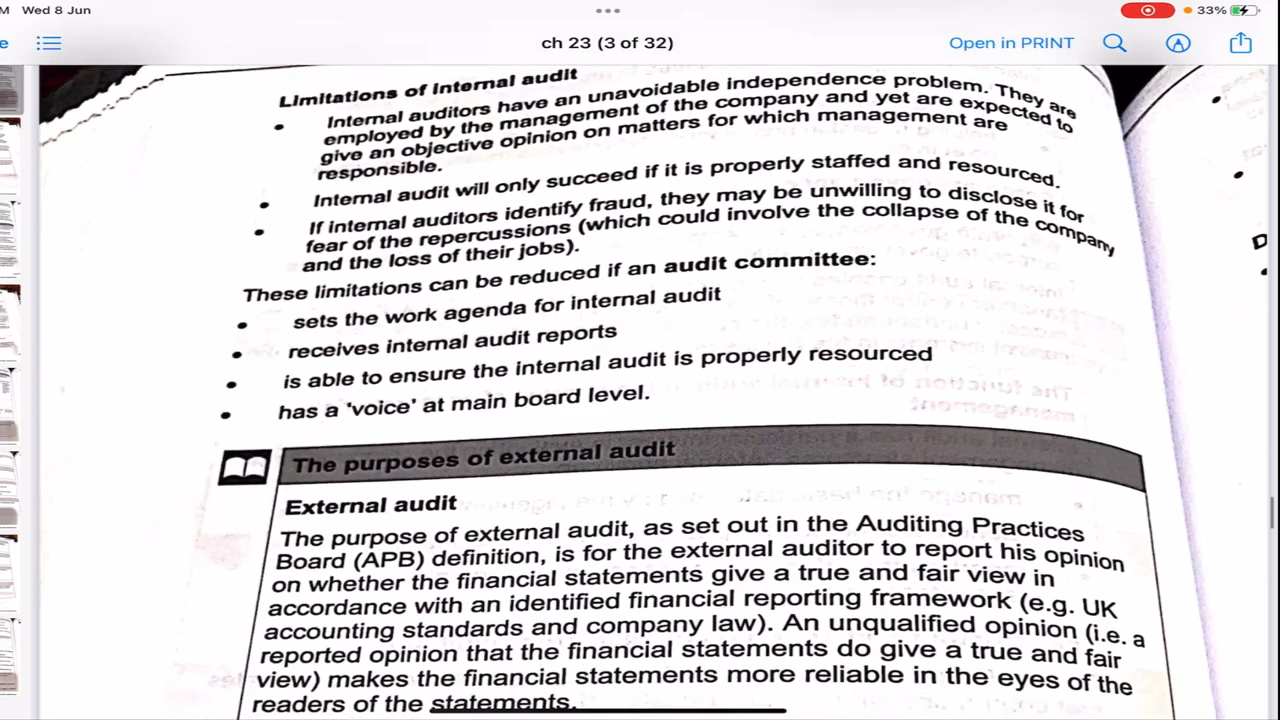 M Wed 8 Jun
33%
e
ch 23 (3 of 32)
Open in PRINT
Limitations of internal audit
• Internal auditors have an unavoidable independence problem. They are
employed by the management of the company and yet are expected to
give an objective opinion on matters for which management are
responsible.
• Internal audit will only succeed if it is properly staffed and resourced.
• If internal auditors identify fraud, they may be unwilling to disclose it for
fear of the repercussions (which could involve the collapse of the company
and the loss of their jobs).
These limitations can be reduced if an audit committee:
• sets the work agenda for internal audit
• receives internal audit reports
• is able to ensure the internal audit is properly resourced
• has a 'voice' at main board level.
The purposes of external audit
External audit
The purpose of external audit, as set out in the Auditing Practices
Board (APB) definition, is for the external auditor to report his opinion
on whether the financial statements give a true and fair view in
accordance with an identified financial reporting framework (e.g. UK
accounting standards and company law). An unqualified opinion (i.e. a
reported opinion that the financial statements do give a true and fair
view) makes the financial statements more reliable in the eyes of the
readers of the statements.